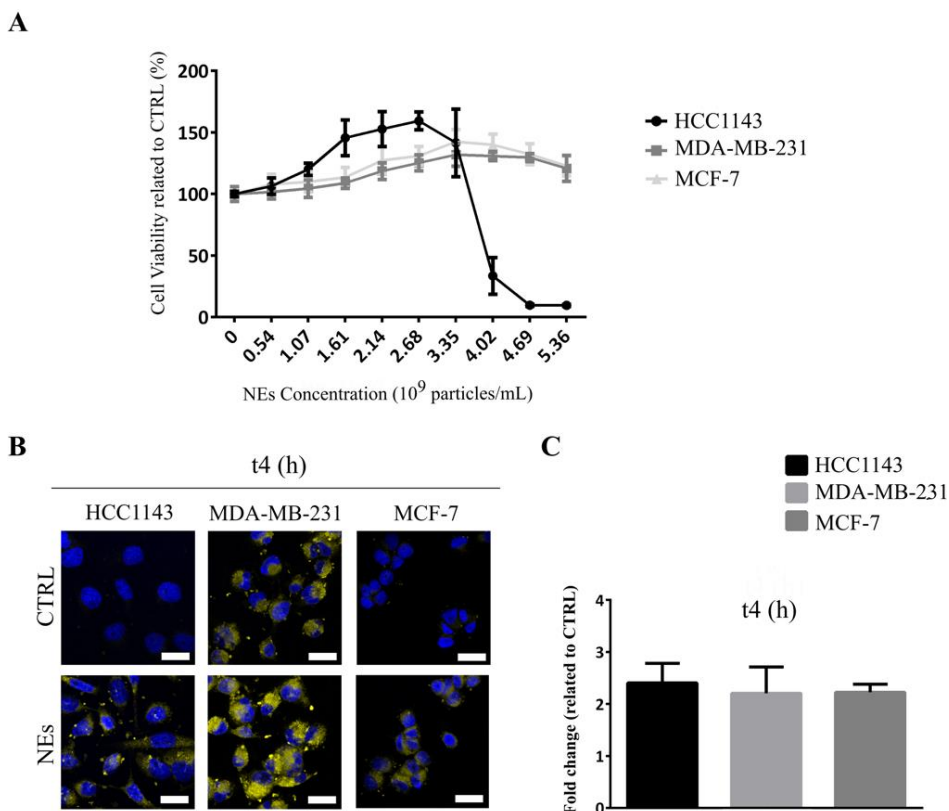 A
Cell Viability related to CTRL (%)
200
150
100
50
0
0
0.54
1.07
1.61
2.14
2.68
3.35
4.02
4.69
5.36
NEs Concentration (10⁹ particles/mL)
HCC1143
MDA-MB-231
MCF-7
B
t4 (h)
HCC1143
MDA-MB-231
MCF-7
CTRL
NEs
C
HCC1143
MDA-MB-231
MCF-7
t4 (h)
Fold change (related to CTRL)
4
3
2
1
0